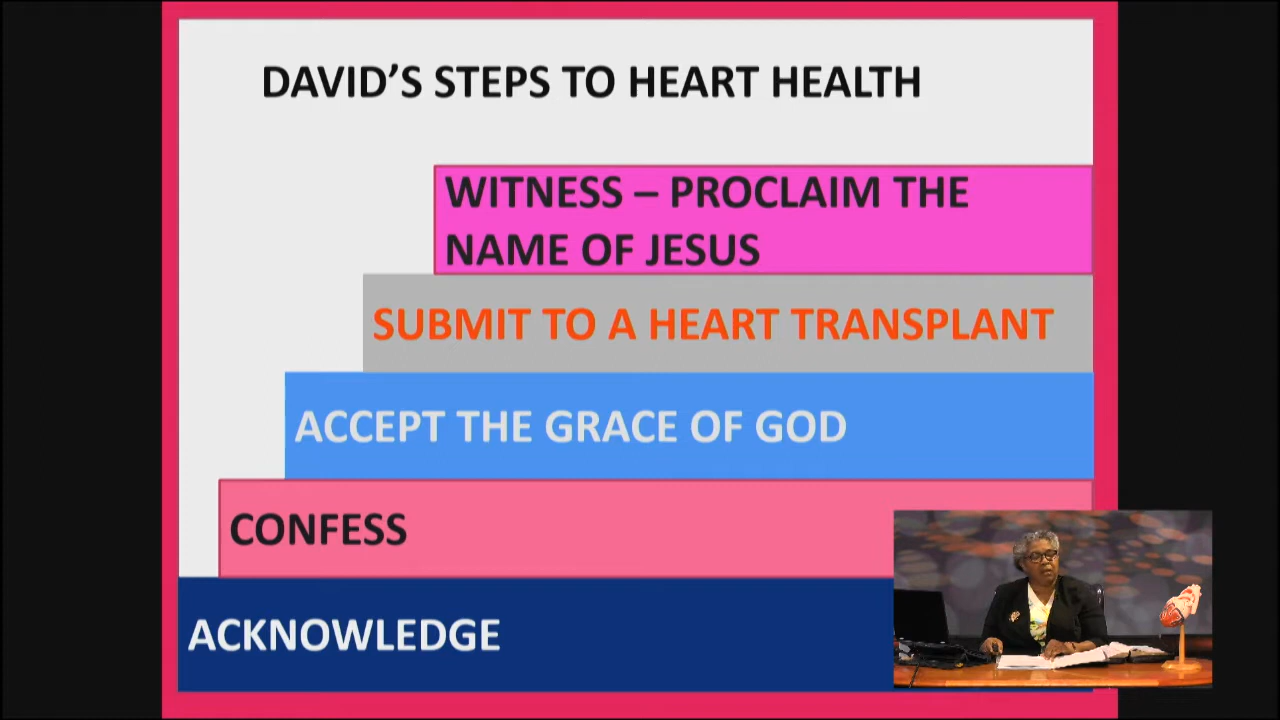 DAVID’S STEPS TO HEART HEALTH
WITNESS – PROCLAIM THE
NAME OF JESUS
SUBMIT TO A HEART TRANSPLANT
ACCEPT THE GRACE OF GOD
CONFESS
ACKNOWLEDGE